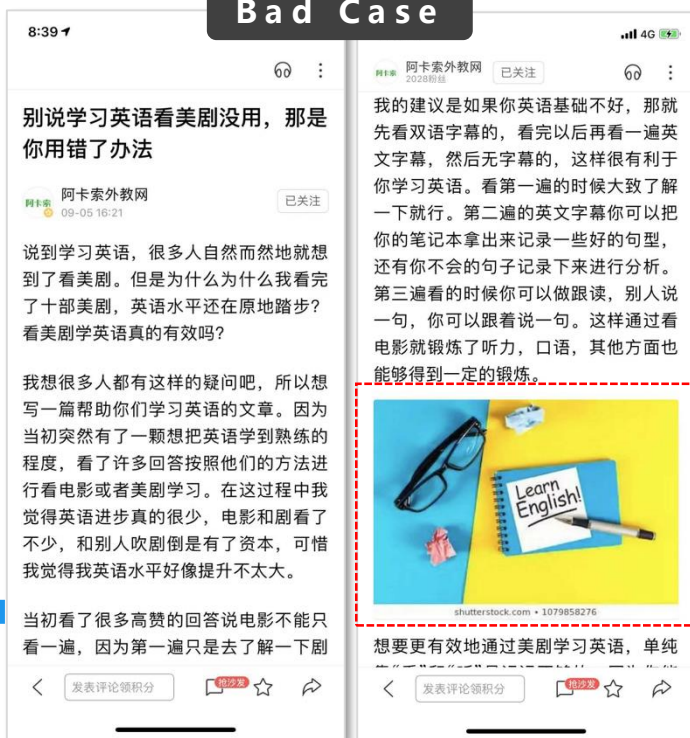 Bad Case
8:39
别说学习英语看美剧没用，那是
你用错了办法
阿卡索
阿卡索外教网
09-05 16:21
已关注
说到学习英语，很多人自然而然地就想
到了看美剧。但是为什么为什么我看完
了十部美剧，英语水平还在原地踏步？
看美剧学英语真的有效吗？
我想很多人都有这样的疑问吧，所以想
写一篇帮助你们学习英语的文章。因为
当初突然有了一颗想把英语学到熟练的
程度，看了许多回答按照他们的方法进
行看电影或者美剧学习。在这过程中我
觉得英语进步真的很少，电影和剧看了
不少，和别人吹剧倒是有了资本，可惜
我觉得我英语水平好像提升不太大。
当初看了很多高赞的回答说电影不能只
看一遍，因为第一遍只是去了解一下剧
发表评论领积分
抢沙发
4G
阿卡索
阿卡索外教网
2028粉丝
已关注
我的建议是如果你英语基础不好，那就
先看双语字幕的，看完以后再看一遍英
文字幕，然后无字幕的，这样很有利于
你学习英语。看第一遍的时候大致了解
一下就行。第二遍的英文字幕你可以把
你的笔记本拿出来记录一些好的句型，
还有你不会的句子记录下来进行分析。
第三遍看的时候你可以做跟读，别人说
一句，你可以跟着说一句。这样通过看
电影就锻炼了听力，口语，其他方面也
能够得到一定的锻炼。
Learn
English!
shutterstock.com • 1079858276
想要更有效地通过美剧学习英语，单纯
发表评论领积分
抢沙发